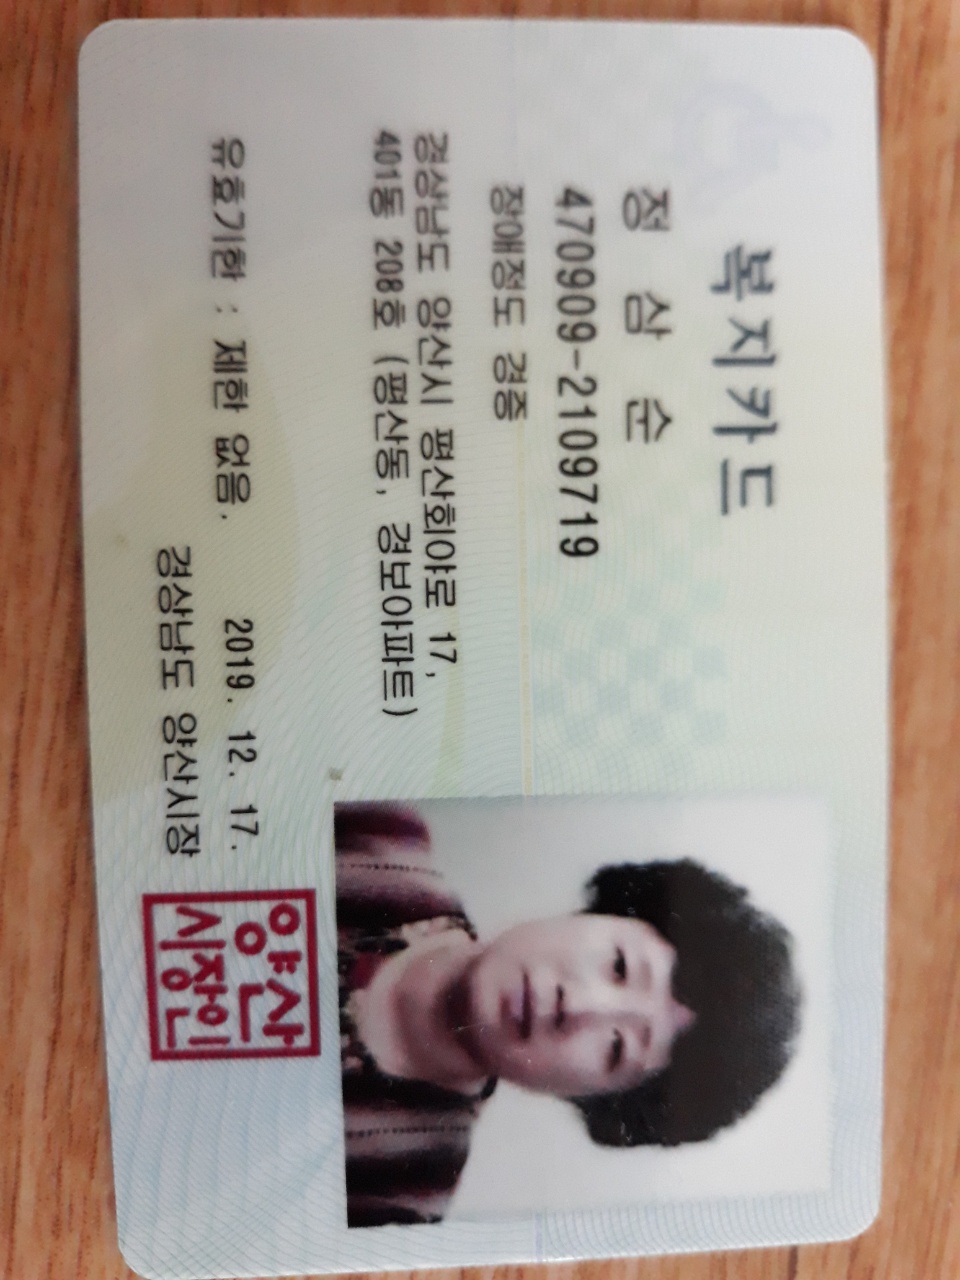 복지카드
정 삼 순
470909-2109719
장애정도 경증
경상남도 양산시 평산회야로 17,
401동 208호 (평산동, 경보아파트)
유효기한 : 제한 없음.
2019. 12. 17.
경상남도 양산시장
양산
시장인